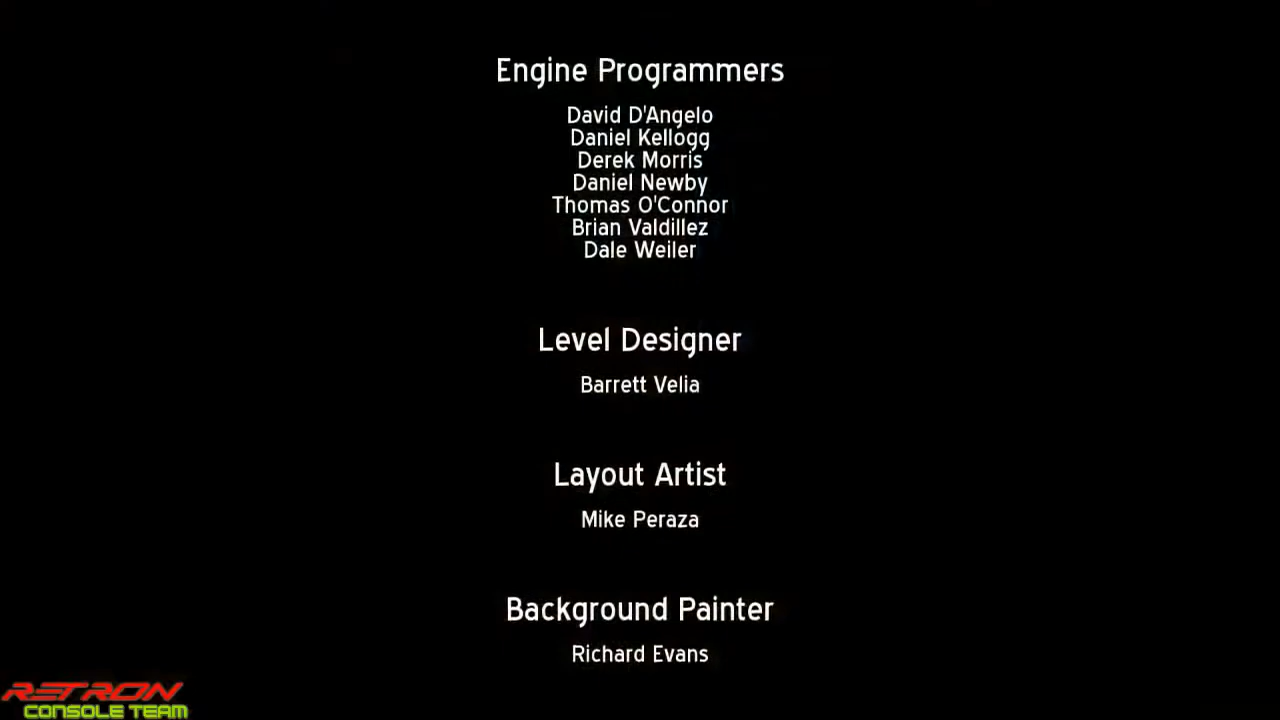 Engine Programmers
David D'Angelo
Daniel Kellogg
Derek Morris
Daniel Newby
Thomas O'Connor
Brian Valdillez
Dale Weiler
Level Designer
Barrett Velia
Layout Artist
Mike Peraza
Background Painter
Richard Evans
RETRON
CONSOLE TEAM